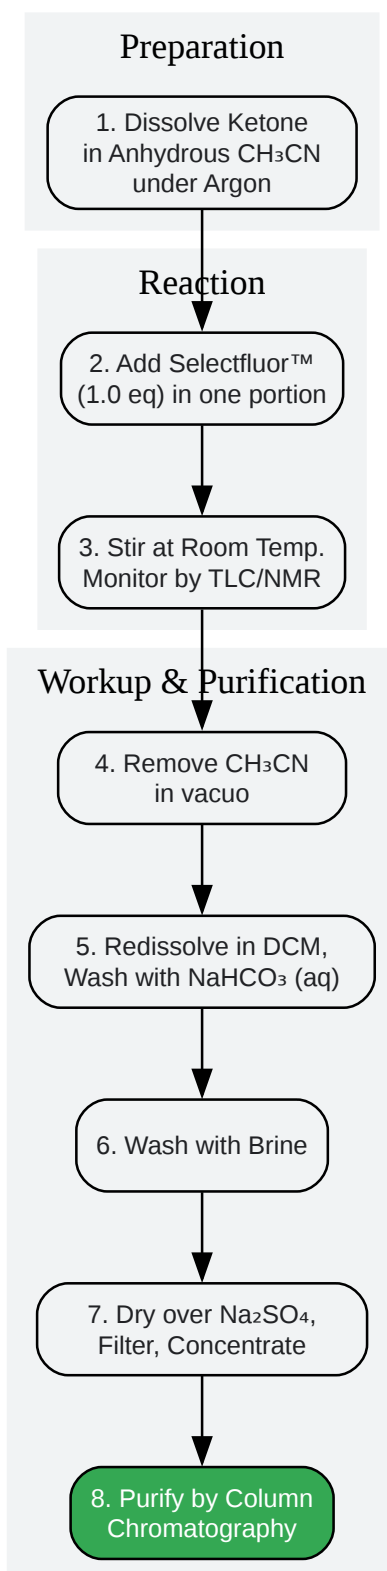 Preparation
1. Dissolve Ketone
in Anhydrous CH₃CN
under Argon
Reaction
2. Add Selectfluor™
(1.0 eq) in one portion
3. Stir at Room Temp.
Monitor by TLC/NMR
Workup & Purification
4. Remove CH₃CN
in vacuo
5. Redissolve in DCM,
Wash with NaHCO₃ (aq)
6. Wash with Brine
7. Dry over Na₂SO₄,
Filter, Concentrate
8. Purify by Column
Chromatography